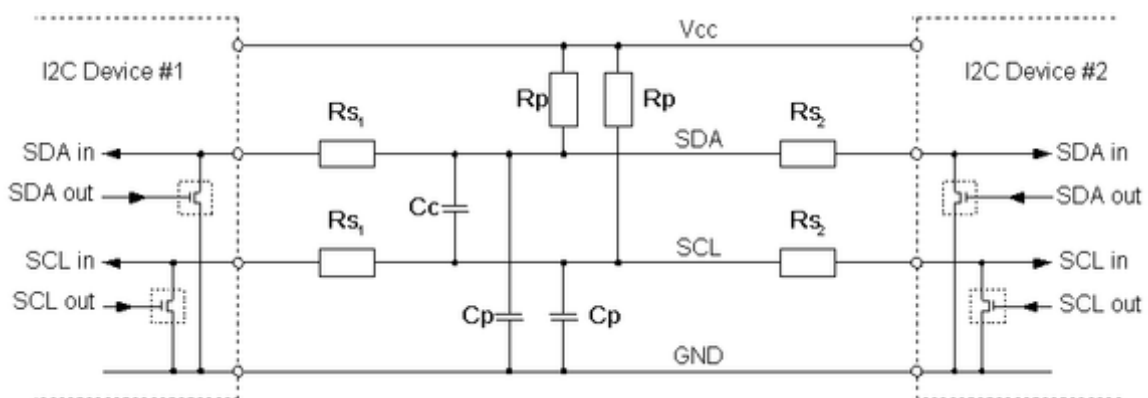 Vcc
I2C Device #1
I2C Device #2
Rp
Rp
Rs₁
SDA
Rs₂
SDA in
SDA in
SDA out
SDA out
Cc
Rs₁
SCL
Rs₂
SCL in
SCL in
SCL out
SCL out
Cp
Cp
GND